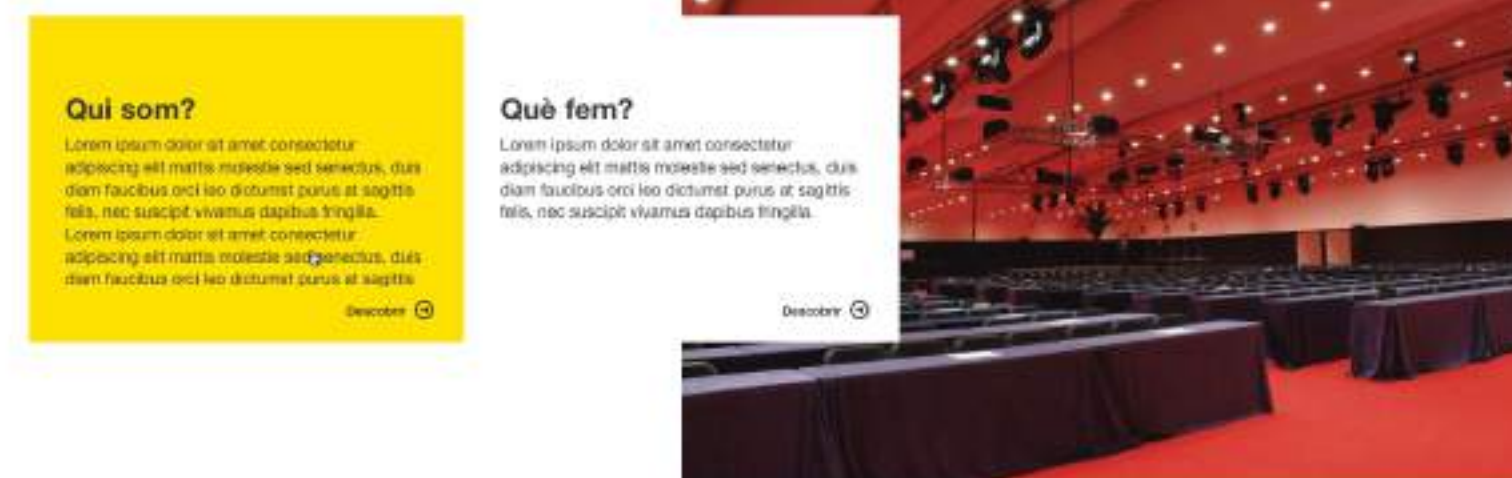 Qui som?
Lorem ipsum dolor sit amet consectetur
adipiscing elit mattis molestie sed senectus, duis
diam faucibus orci leo dictumst purus at sagittis
felis, nec suscipit vivamus dapibus fringilla.
Lorem ipsum dolor sit amet consectetur
adipiscing elit mattis molestie sed senectus, duis
diam faucibus orci leo dictumst purus at sagittis
Descobrir
Què fem?
Lorem ipsum dolor sit amet consectetur
adipiscing elit mattis molestie sed senectus, duis
diam faucibus orci leo dictumst purus at sagittis
felis, nec suscipit vivamus dapibus fringilla.
Descobrir